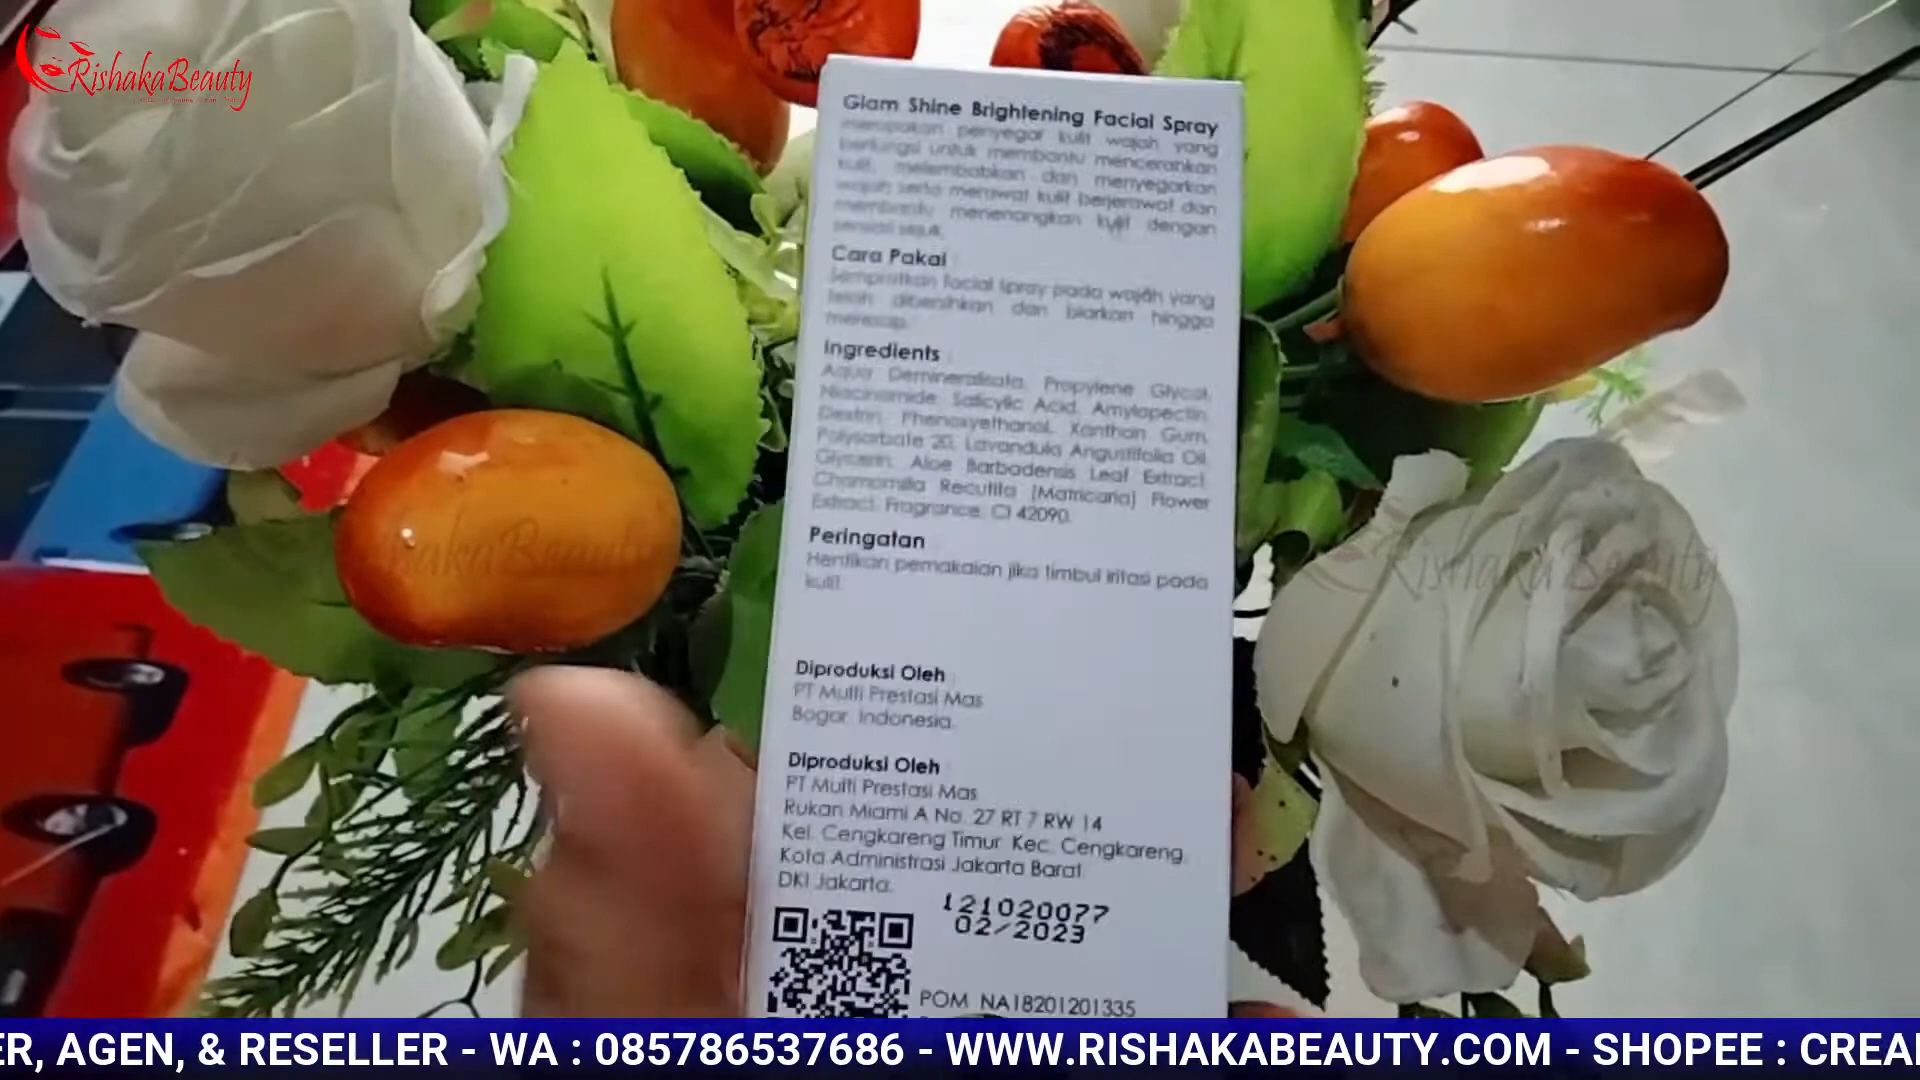 RishakaBeauty
Glam Shine Brightening Facial Spray
merupakan penyegar kulit wajah yang
berfungsi untuk membantu mencerahkan
kulit, melembabkan dan menyegarkan
wajah serta merawat kulit berjerawat dan
membantu menenangkan kulit dengan
sensasi sejuk.
Cara Pakai :
Semprotkan facial spray pada wajah yang
telah dibersihkan dan biarkan hingga
meresap.
Ingredients :
Aqua Demineralisata, Propylene Glycol,
Niacinamide, Salicylic Acid, Amylopectin,
Dextrin, Phenoxyethanol, Xanthan Gum,
Polysorbate 20, Lavandula Angustifolia Oil,
Glycerin, Aloe Barbadensis Leaf Extract,
Chamomilla Recutita (Matricaria) Flower
Extract, Fragrance, CI 42090.
Peringatan :
Hentikan pemakaian jika timbul iritasi pada
kulit.
Diproduksi Oleh :
PT Multi Prestasi Mas
Bogor, Indonesia.
Diproduksi Oleh :
PT Multi Prestasi Mas
Rukan Miami A No. 27 RT 7 RW 14
Kel. Cengkareng Timur, Kec. Cengkareng,
Kota Administrasi Jakarta Barat,
DKI Jakarta.
121020077
02/2023
POM NA18201201335
RishakaBeauty
ER, AGEN, & RESELLER - WA : 085786537686 - WWW.RISHAKABEAUTY.COM - SHOPEE : CREA